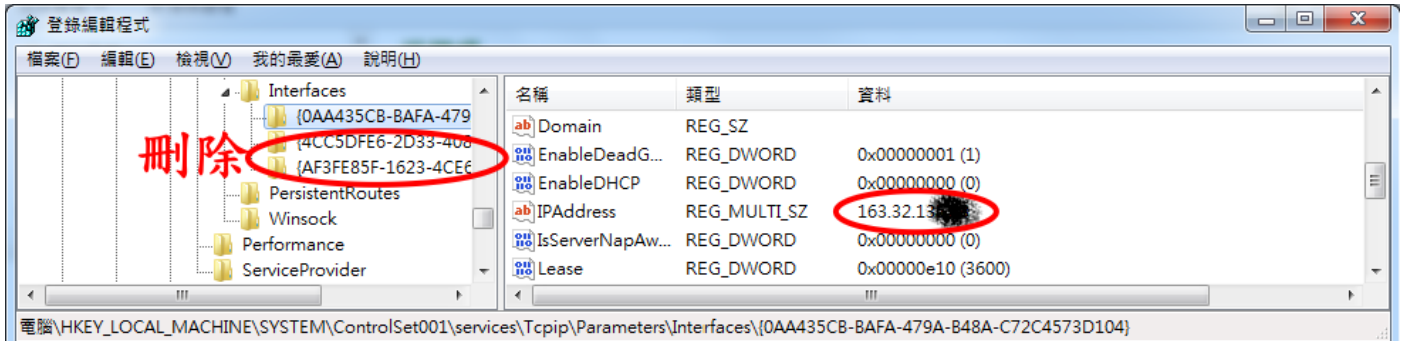 登錄編輯程式
檔案(F) 編輯(E) 檢視(V) 我的最愛(A) 說明(H)
Interfaces
{0AA435CB-BAFA-479
{4CC5DFE6-2D33-408
{AF3FE85F-1623-4CE6
PersistentRoutes
Winsock
Performance
ServiceProvider
刪除
名稱 類型 資料
Domain REG_SZ
EnableDeadG... REG_DWORD 0x00000001 (1)
EnableDHCP REG_DWORD 0x00000000 (0)
IPAddress REG_MULTI_SZ 163.32.13
IsServerNapAw... REG_DWORD 0x00000000 (0)
Lease REG_DWORD 0x00000e10 (3600)
電腦\HKEY_LOCAL_MACHINE\SYSTEM\ControlSet001\services\Tcpip\Parameters\Interfaces\{0AA435CB-BAFA-479A-B48A-C72C4573D104}